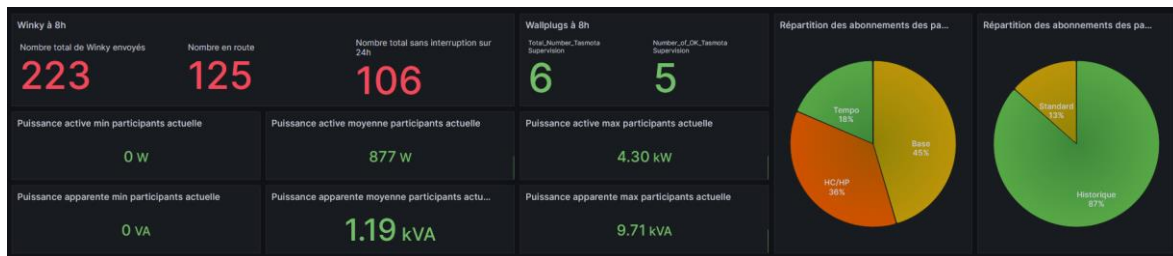 Winky à 8h
Nombre total de Winky envoyés
223
Nombre en route
125
Nombre total sans interruption sur
24h
106
Wallplugs à 8h
Total_Number_Tasmota
Supervision
6
Number_of_OK_Tasmota
Supervision
5
Répartition des abonnements des pa...
Tempo
18%
Base
45%
HC/HP
36%
Répartition des abonnements des pa...
Standard
13%
Historique
87%
Puissance active min participants actuelle
0 W
Puissance active moyenne participants actuelle
877 W
Puissance active max participants actuelle
4.30 kW
Puissance apparente min participants actuelle
0 VA
Puissance apparente moyenne participants actu...
1.19 kVA
Puissance apparente max participants actuelle
9.71 kVA